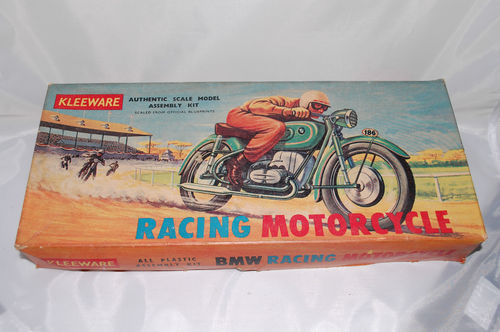 KLEEWARE
AUTHENTIC SCALE MODEL
ASSEMBLY KIT
SCALED FROM OFFICIAL BLUEPRINTS
186
RACING MOTORCYCLE
KLEEWARE
ALL PLASTIC
ASSEMBLY KIT
BMW RACING MOTORCYCLE